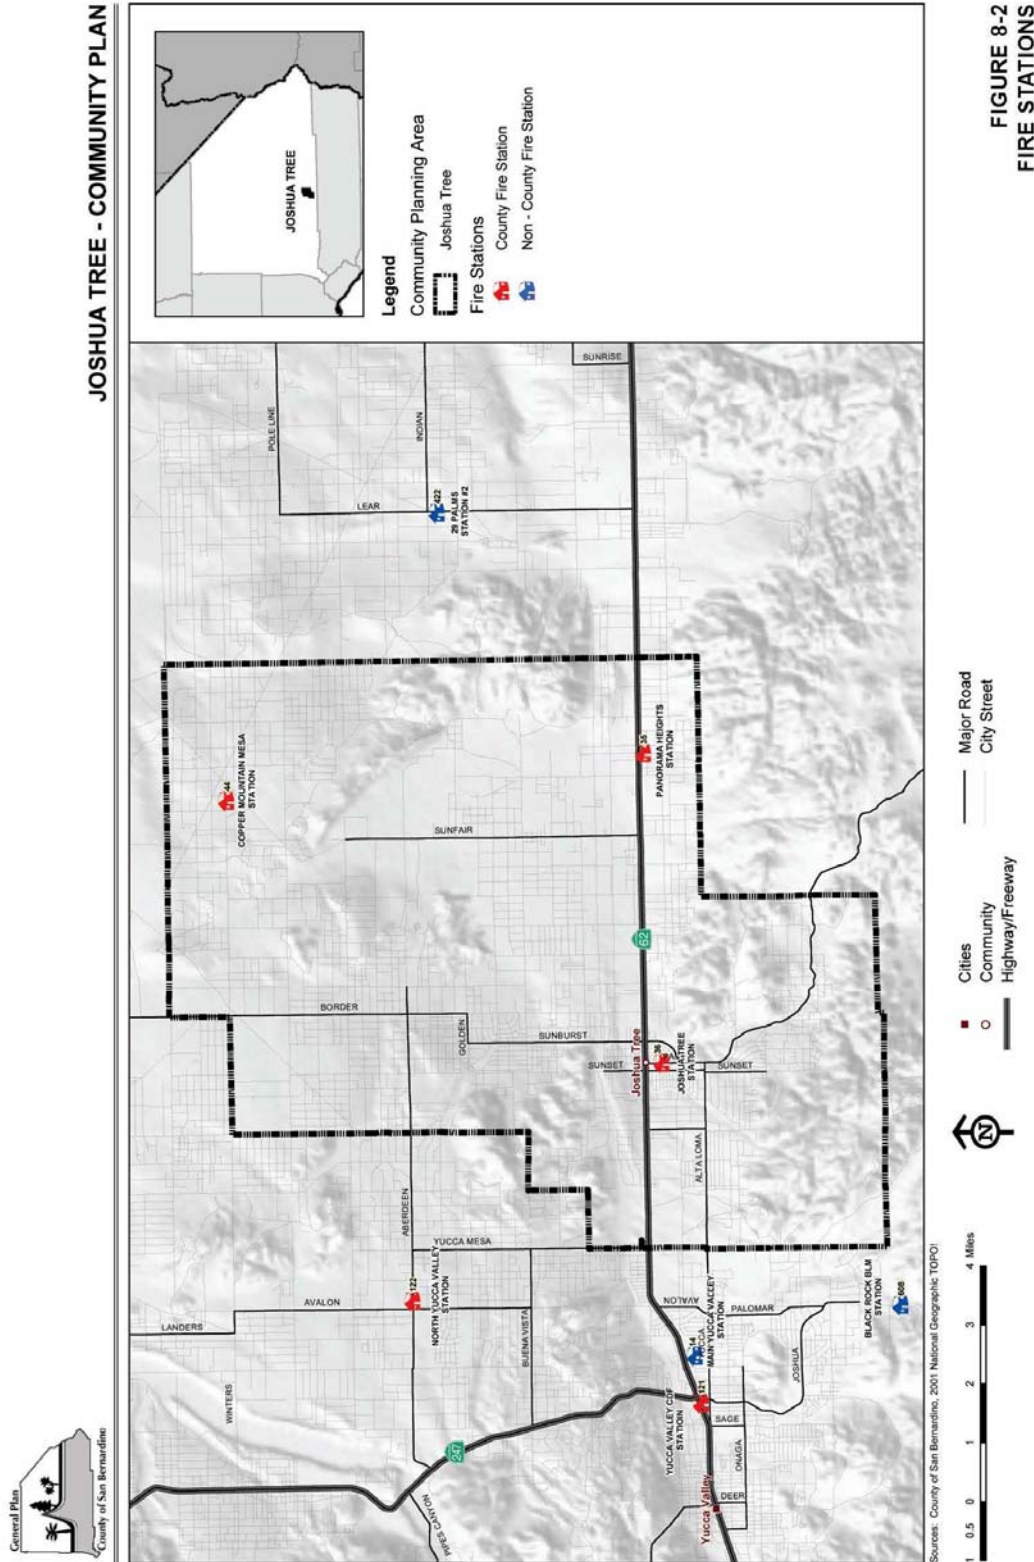 General Plan
County of San Bernardino
JOSHUA TREE - COMMUNITY PLAN
JOSHUA TREE
Legend
Community Planning Area
Joshua Tree
Fire Stations
County Fire Station
Non - County Fire Station
POLE LINE
INDIAN
SUNRISE
LEAR
422
29 PALMS
STATION #2
44
COPPER MOUNTAIN MESA
STATION
SUNFAIR
55
PANORAMA HEIGHTS
STATION
62
BORDER
GOLDEN
SUNBURST
SUNSET
Joshua Tree
36
JOSHUA TREE
STATION
SUNSET
ALTA LOMA
ABERDEEN
YUCCA MESA
122
NORTH YUCCA VALLEY
STATION
AVALON
LANDERS
BUENA VISTA
WINTERS
247
PIPES CANYON
AVALON
PALOMAR
14
MAIN YUCCA VALLEY
STATION
BLACK ROCK BLM
STATION
608
JOSHUA
121
YUCCA VALLEY CDF
STATIOIN
SAGE
ONAGA
DEER
Yucca Valley
Sources: County of San Bernardino, 2001 National Geographic TOPO!
1 0.5 0 1 2 3 4 Miles
N
Cities
Community
Highway/Freeway
Major Road
City Street
FIGURE 8-2
FIRE STATIONS